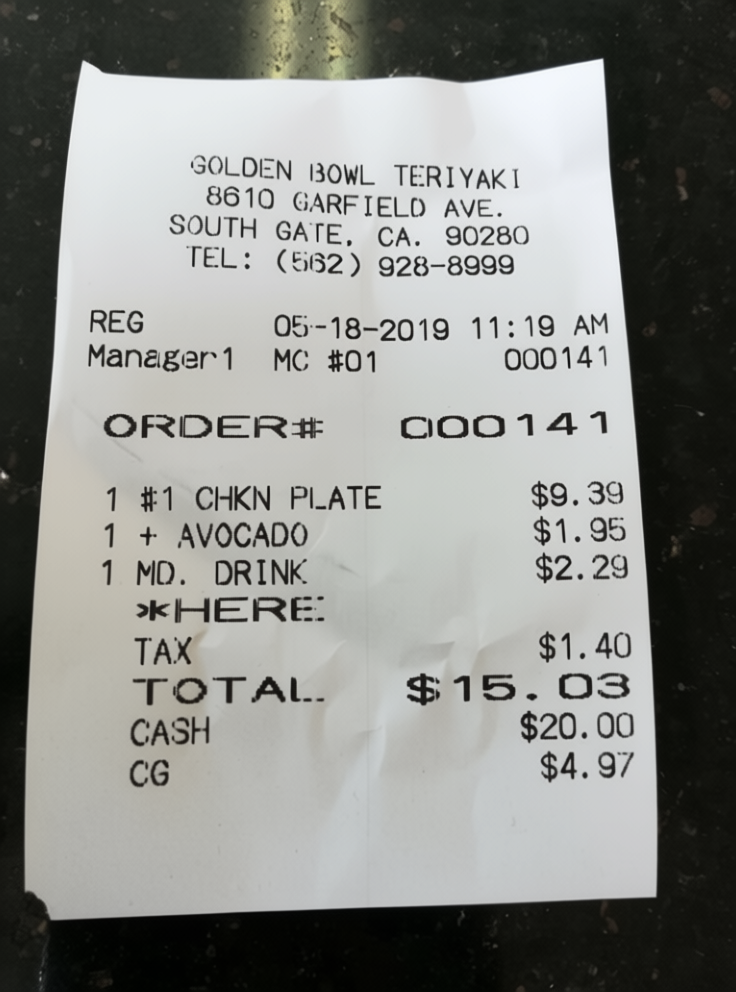 GOLDEN BOWL TERIYAKI
8610 GARFIELD AVE.
SOUTH GATE, CA. 90280
TEL: (562) 928-8999
REG 05-18-2019 11:19 AM
Manager1 MC #01 000141
ORDER# 000141
1 #1 CHKN PLATE $9.39
1 + AVOCADO $1.95
1 MD. DRINK $2.29
*HERE
TAX $1.40
TOTAL $15.03
CASH $20.00
CG $4.97